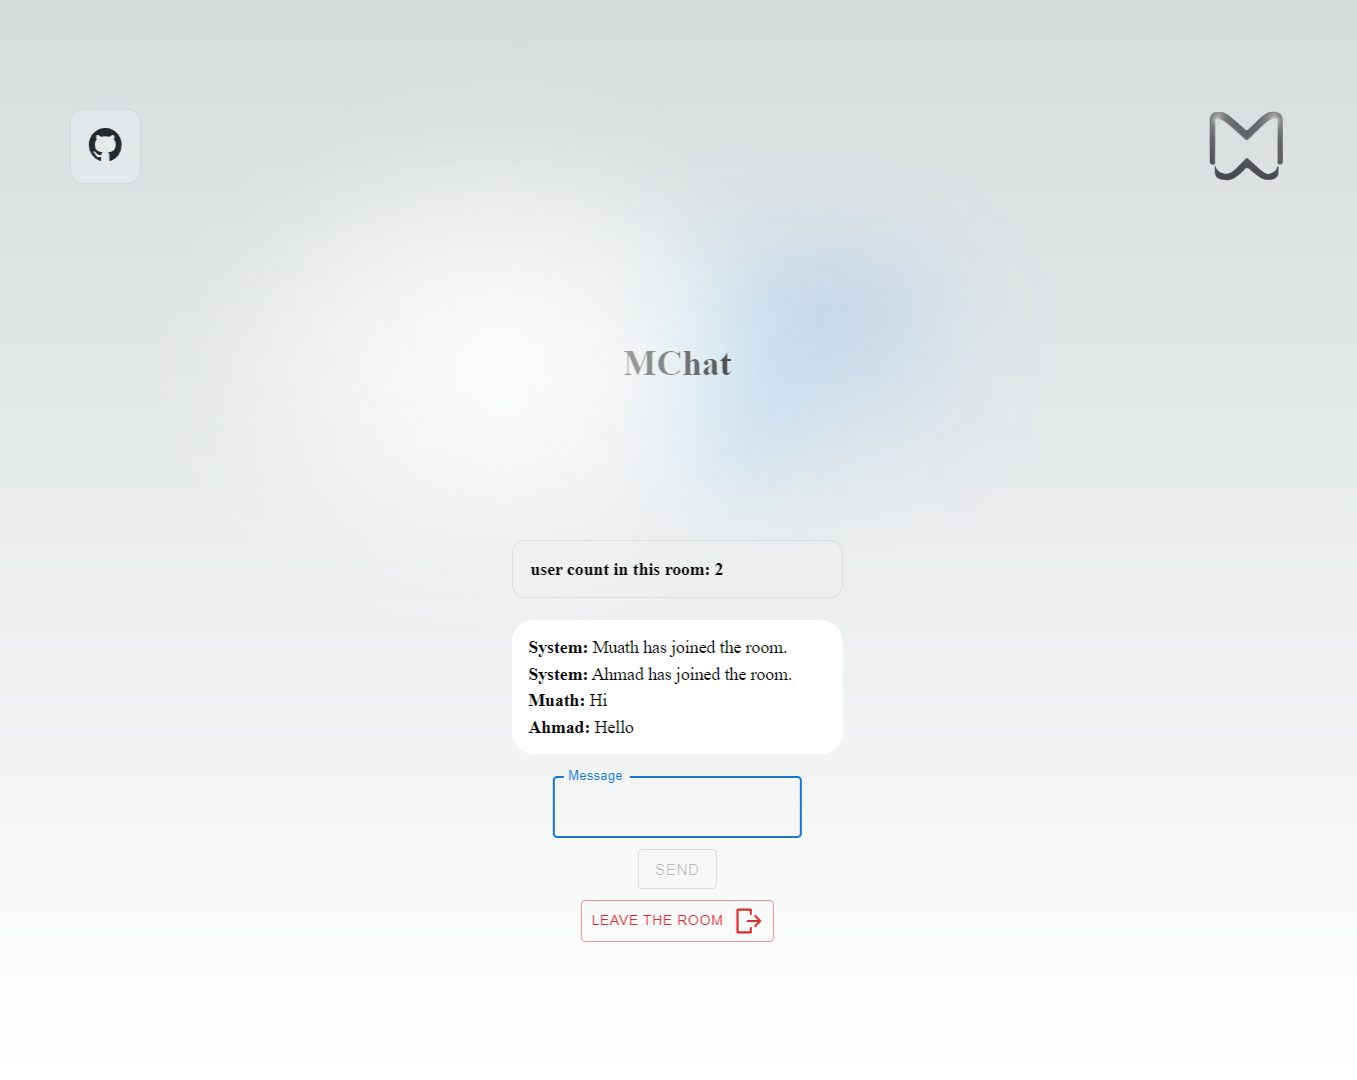 MChat
user count in this room: 2
System: Muath has joined the room.
System: Ahmad has joined the room.
Muath: Hi
Ahmad: Hello
Message
SEND
LEAVE THE ROOM